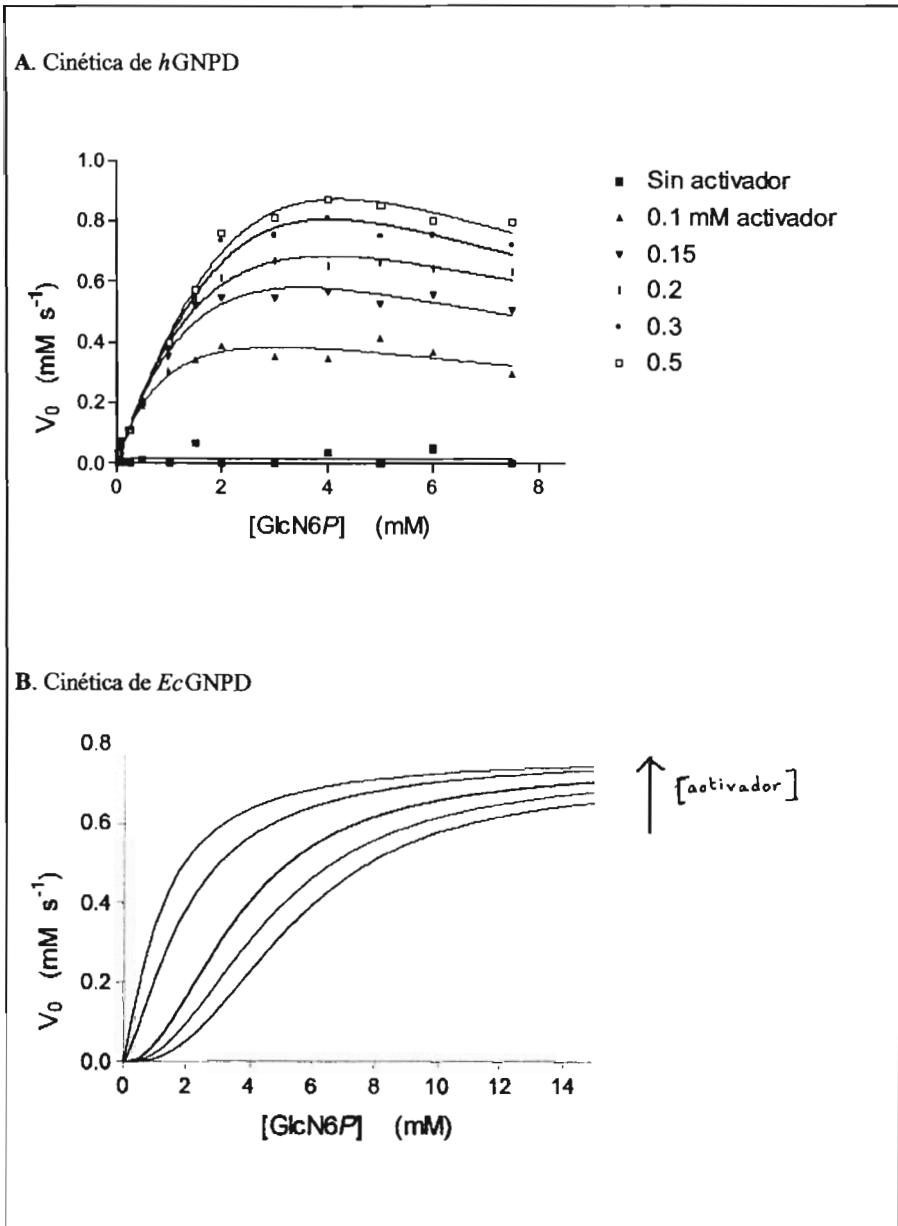 A. Cinética de hGNPD
1.0
0.8
0.6
0.4
0.2
0.0
V0 (mM s-1)
0 2 4 6 8
[GlcN6P] (mM)
Sin activador
0.1 mM activador
0.15
0.2
0.3
0.5
B. Cinética de EcGNPD
0.8
0.6
0.4
0.2
0.0
V0 (mM s-1)
0 2 4 6 8 10 12 14
[GlcN6P] (mM)
[activador]